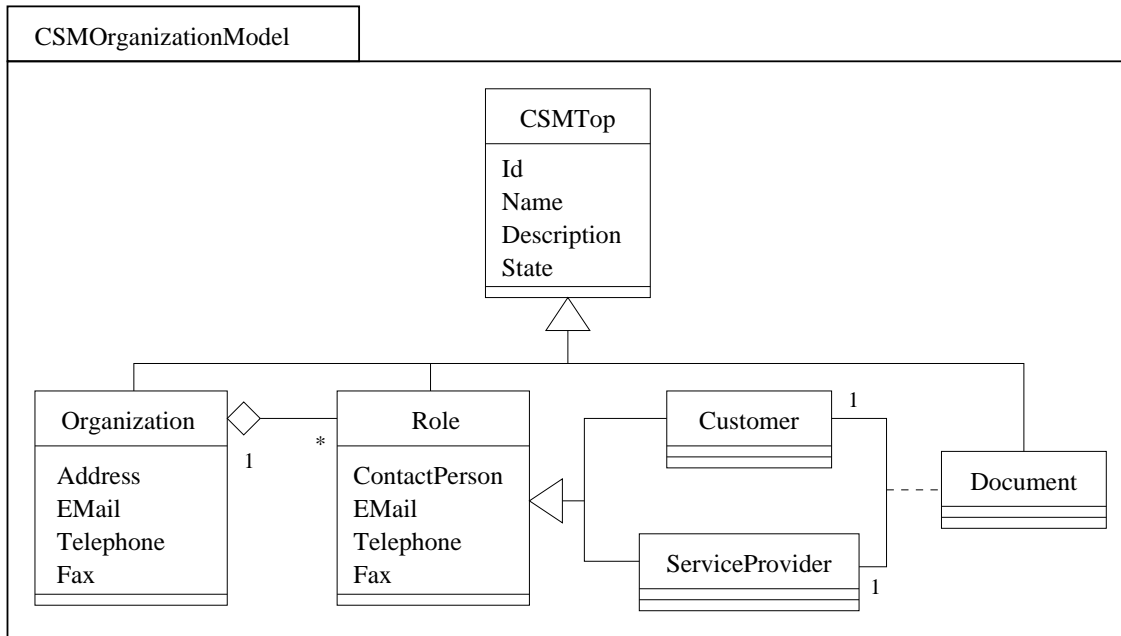 CSMOrganizationModel
CSMTop
Id
Name
Description
State
Organization
Address
EMail
Telephone
Fax
1
*
Role
ContactPerson
EMail
Telephone
Fax
Customer
1
ServiceProvider
1
Document